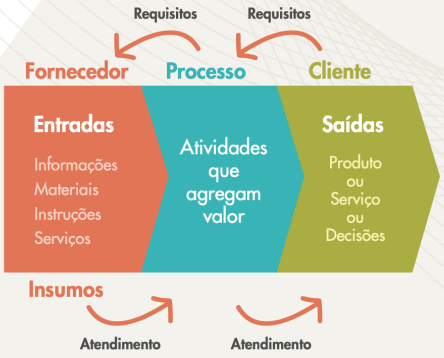 Requisitos Requisitos
Fornecedor Processo Cliente
Entradas
Informações
Materiais
Instruções
Serviços
Atividades
que
agregam
valor
Saídas
Produto
ou
Serviço
ou
Decisões
Insumos
Atendimento Atendimento